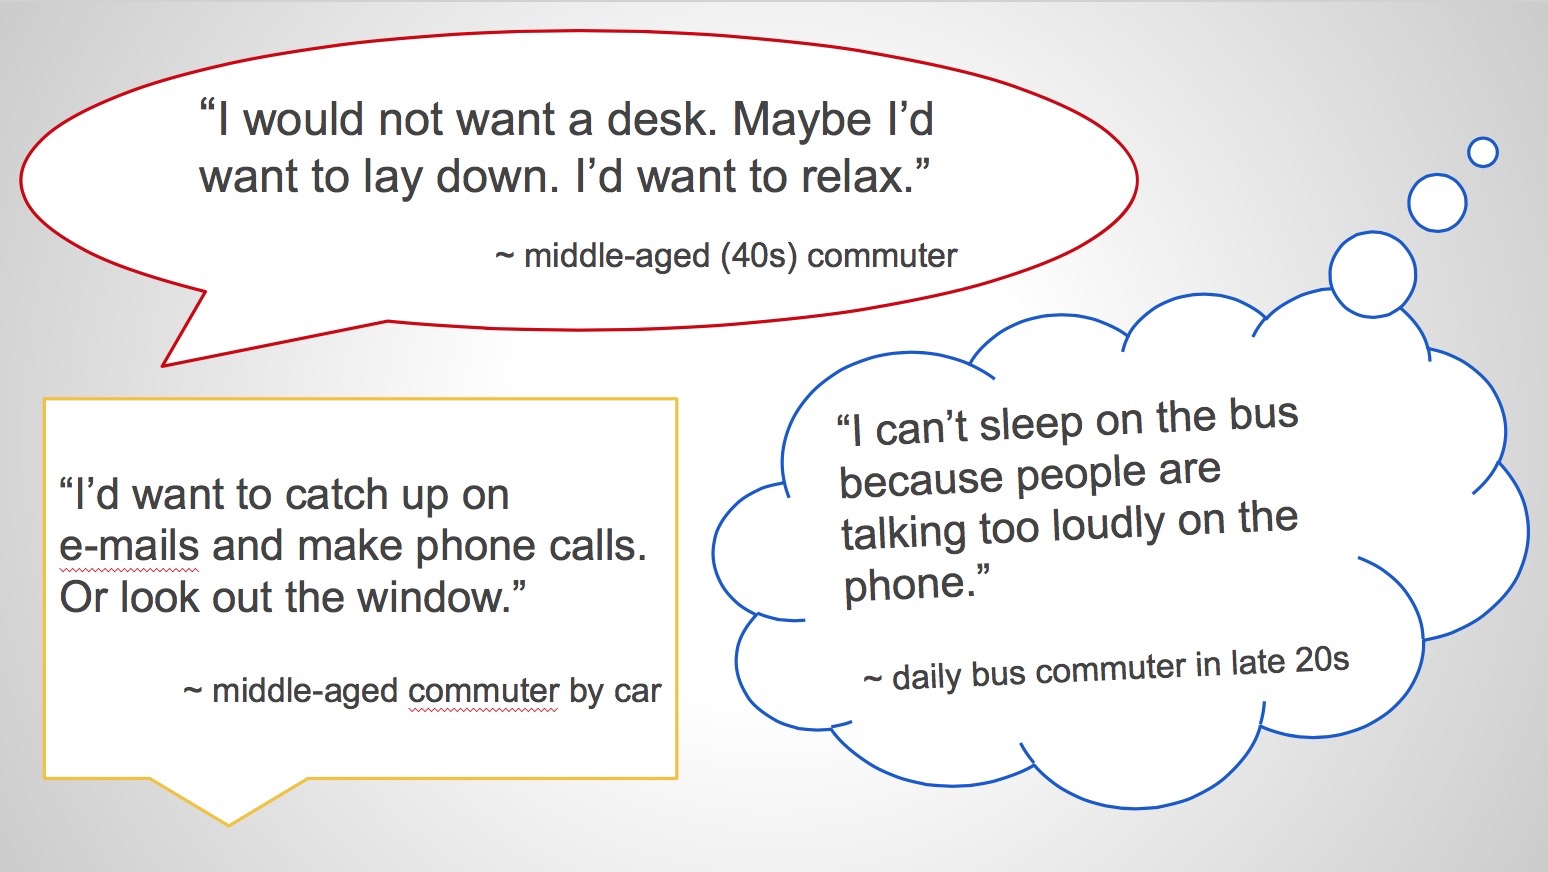 “I would not want a desk. Maybe I’d
want to lay down. I’d want to relax.”
~ middle-aged (40s) commuter
“I’d want to catch up on
e-mails and make phone calls.
Or look out the window.”
~ middle-aged commuter by car
“I can’t sleep on the bus
because people are
talking too loudly on the
phone.”
~ daily bus commuter in late 20s